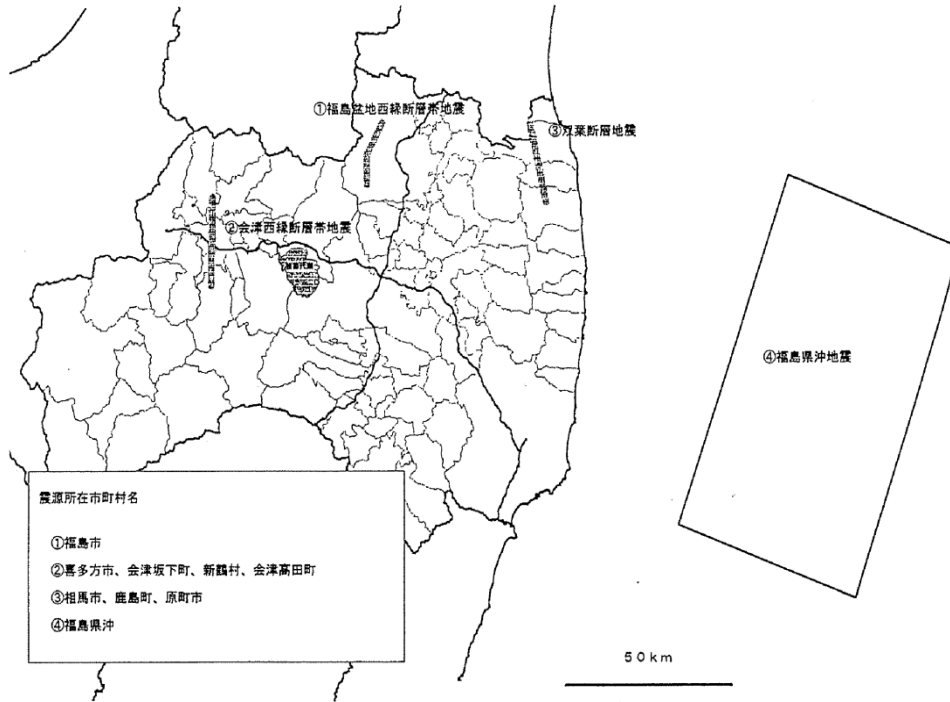 ①福島盆地西縁断層帯地震
③双葉断層地震
②会津西縁断層帯地震
猪苗代湖
④福島県沖地震
震源所在市町村名
①福島市
②喜多方市、会津坂下町、新鶴村、会津高田町
③相馬市、鹿島町、原町市
④福島県沖
50km